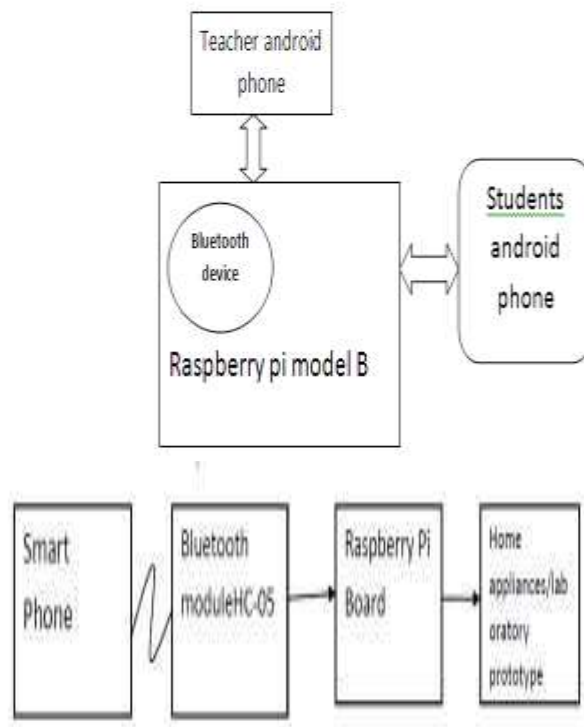 Teacher android
phone
Bluetooth
device
Raspberry pi model B
Students
android
phone
Smart
Phone
Bluetooth
moduleHC-05
Raspberry Pi
Board
Home
appliances/lab
oratory
prototype